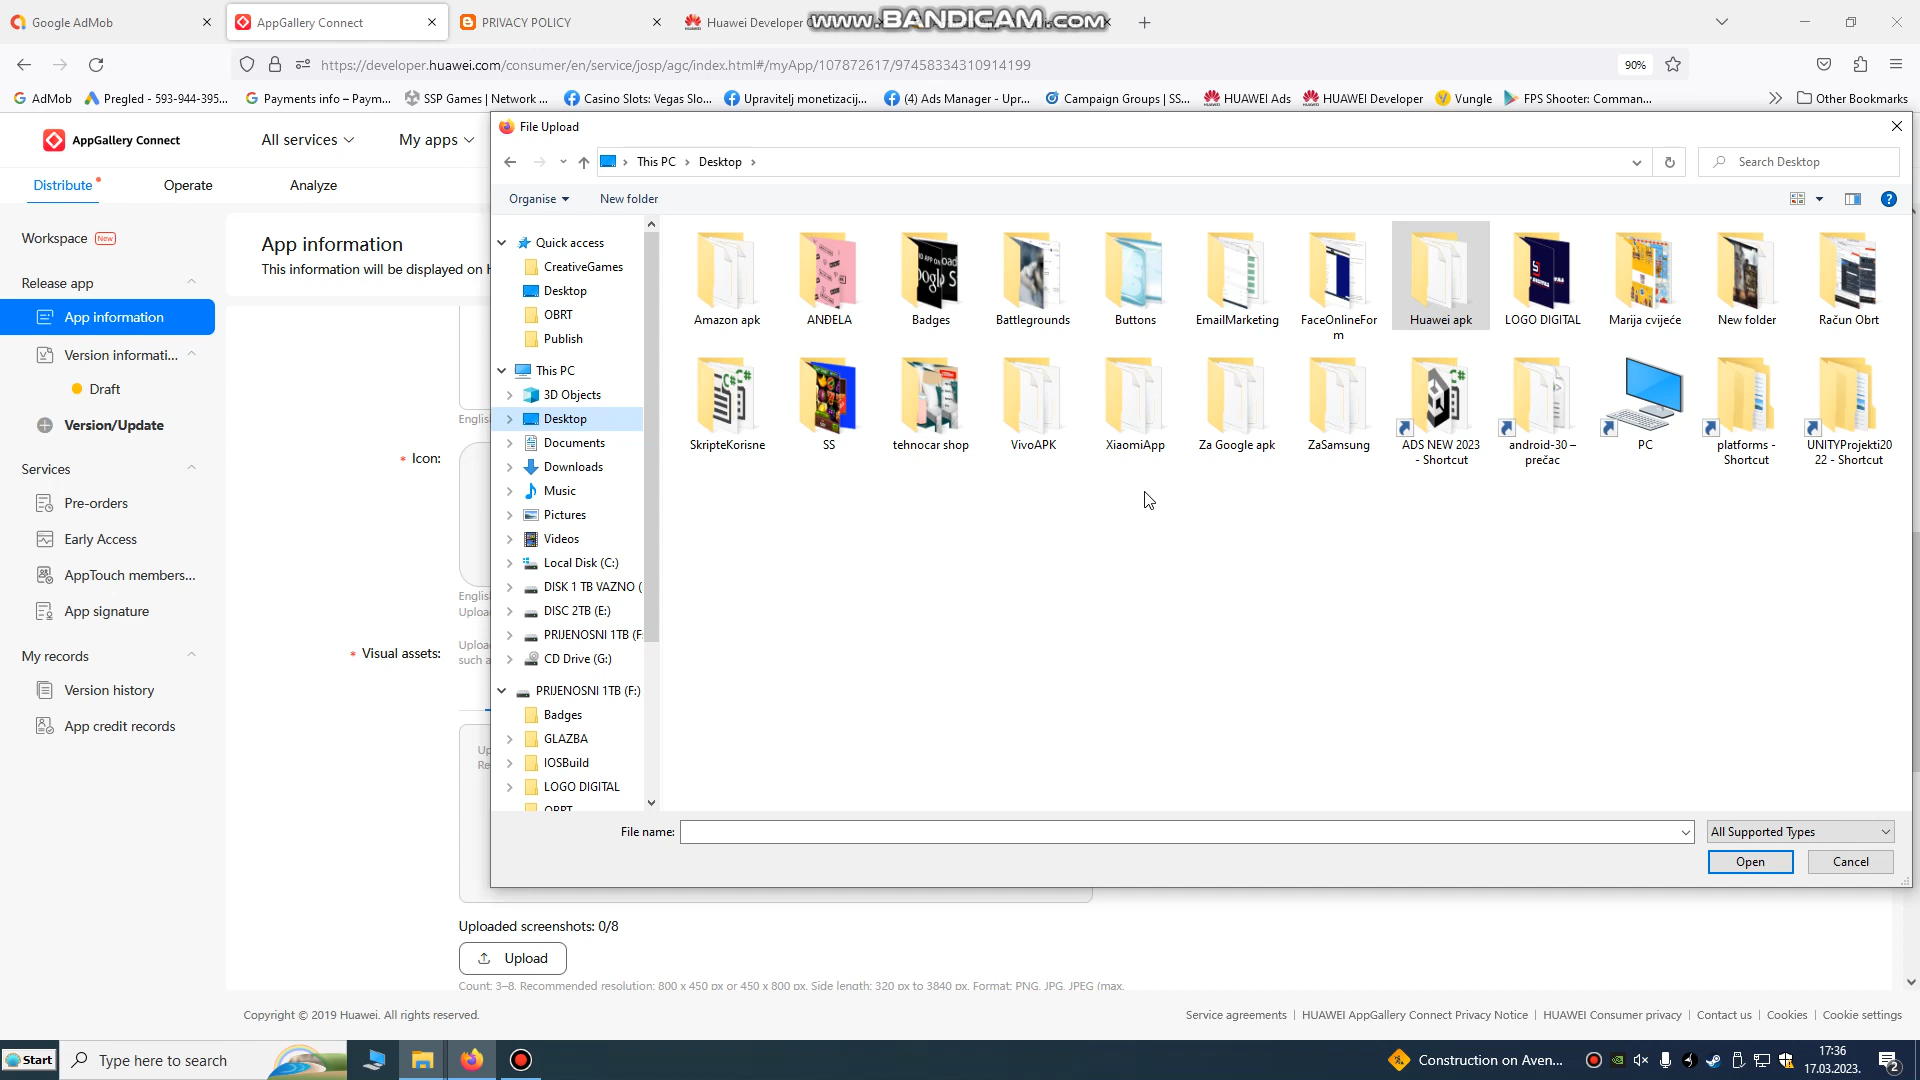 Google AdMob
AppGallery Connect
PRIVACY POLICY
Huawei Developer
www.BANDICAM.com
https://developer.huawei.com/consumer/en/service/josp/agc/index.html#/myApp/107872617/97458334310914199
90%
AdMob
Pregled - 593-944-395...
Payments info – Paym...
SSP Games | Network ...
Casino Slots: Vegas Slo...
Upravitelj monetizacij...
(4) Ads Manager - Upr...
Campaign Groups | SS...
HUAWEI Ads
HUAWEI Developer
Vungle
FPS Shooter: Comman...
Other Bookmarks
AppGallery Connect
All services
My apps
Distribute
Operate
Analyze
Workspace New
Release app
App information
Version informati...
Draft
Version/Update
Services
Pre-orders
Early Access
AppTouch members...
App signature
My records
Version history
App credit records
App information
This information will be displayed on H
English
* Icon:
English
Upload
* Visual assets:
Upload
such a
Up
Re
Uploaded screenshots: 0/8
Upload
Count: 3–8. Recommended resolution: 800 x 450 px or 450 x 800 px. Side length: 320 px to 3840 px. Format: PNG, JPG, JPEG (max.
File Upload
This PC
Desktop
Search Desktop
Organise
New folder
Quick access
CreativeGames
Desktop
OBRT
Publish
This PC
3D Objects
Desktop
Documents
Downloads
Music
Pictures
Videos
Local Disk (C:)
DISK 1 TB VAZNO (
DISC 2TB (E:)
PRIJENOSNI 1TB (F:
CD Drive (G:)
PRIJENOSNI 1TB (F:)
Badges
GLAZBA
IOSBuild
LOGO DIGITAL
OBRT
Amazon apk
ANĐELA
Badges
Battlegrounds
Buttons
EmailMarketing
FaceOnlineFor
m
Huawei apk
LOGO DIGITAL
Marija cvijeće
New folder
Račun Obrt
SkripteKorisne
SS
tehnocar shop
VivoAPK
XiaomiApp
Za Google apk
ZaSamsung
ADS NEW 2023
- Shortcut
android-30 –
prečac
PC
platforms -
Shortcut
UNITYProjekti20
22 - Shortcut
File name:
All Supported Types
Open
Cancel
Copyright © 2019 Huawei. All rights reserved.
Service agreements
HUAWEI AppGallery Connect Privacy Notice
HUAWEI Consumer privacy
Contact us
Cookies
Cookie settings
Start
Type here to search
Construction on Aven...
17:36
17.03.2023.
2